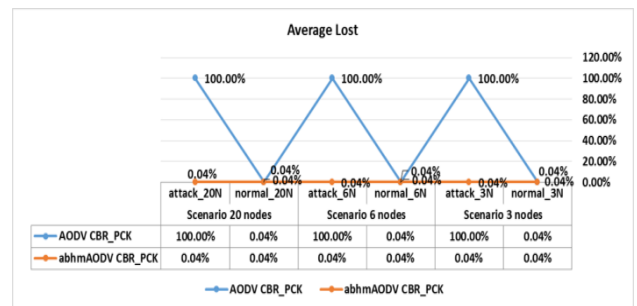 Average Lost
120.00%
100.00%
80.00%
60.00%
40.00%
20.00%
0.00%
100.00% 100.00% 100.00%
0.04% 0.04% 0.04% 0.04%
0.04% 0.04% 0.04% 0.04% 0.04%
attack_20N normal_20N attack_6N normal_6N attack_3N normal_3N
Scenario 20 nodes Scenario 6 nodes Scenario 3 nodes
AODV CBR_PCK 100.00% 0.04% 100.00% 0.04% 100.00% 0.04%
abhmAODV CBR_PCK 0.04% 0.04% 0.04% 0.04% 0.04% 0.04%
AODV CBR_PCK abhmAODV CBR_PCK